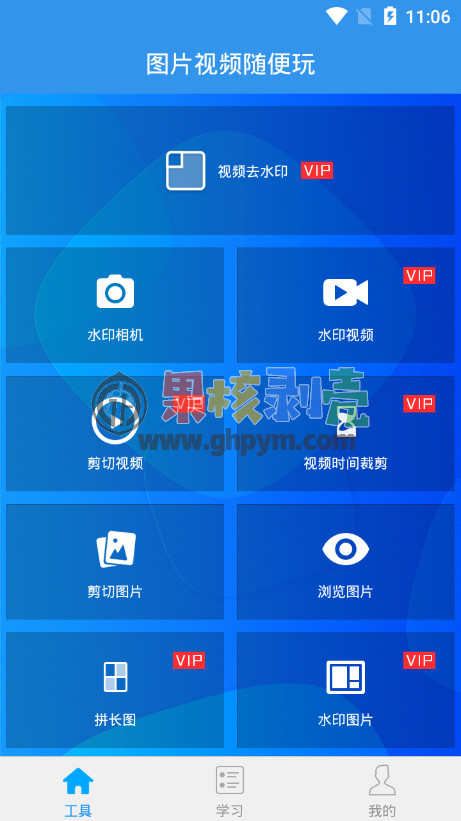 11:06
图片视频随便玩
视频去水印 VIP
水印相机
VIP
水印视频
VIP
剪切视频
VIP
视频时间裁剪
果核剥壳
www.ghpym.com
剪切图片
浏览图片
VIP
拼长图
VIP
水印图片
工具
学习
我的